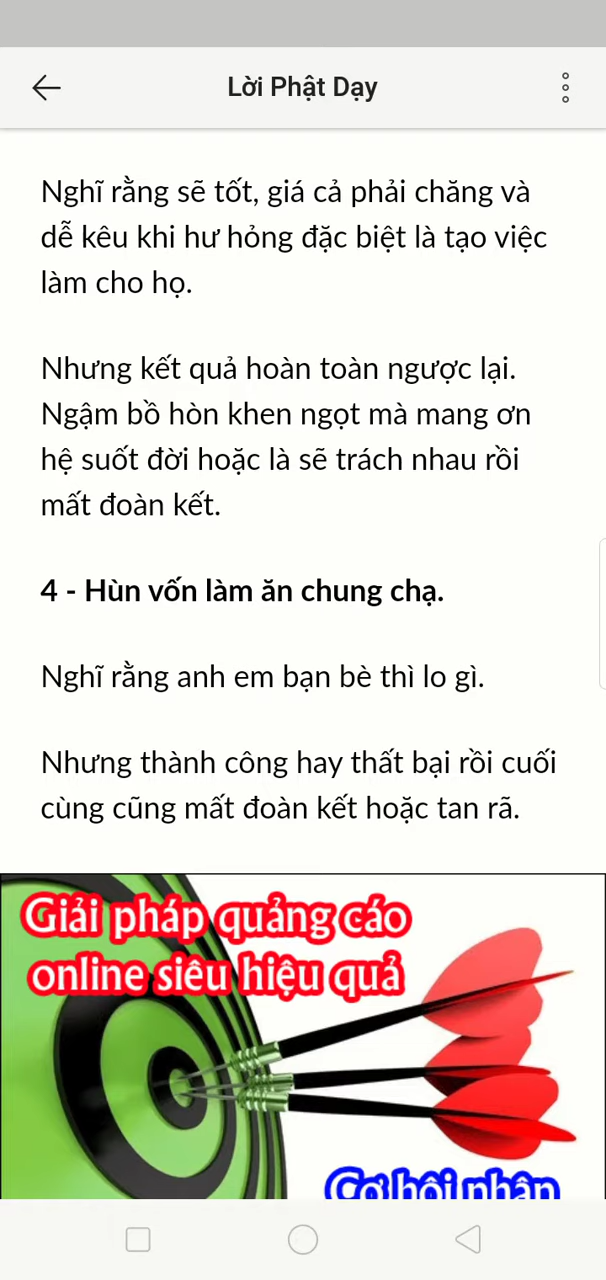 Lời Phật Dạy
Nghĩ rằng sẽ tốt, giá cả phải chăng và
dễ kêu khi hư hỏng đặc biệt là tạo việc
làm cho họ.
Nhưng kết quả hoàn toàn ngược lại.
Ngậm bồ hòn khen ngọt mà mang ơn
hệ suốt đời hoặc là sẽ trách nhau rồi
mất đoàn kết.
4 - Hùn vốn làm ăn chung chạ.
Nghĩ rằng anh em bạn bè thì lo gì.
Nhưng thành công hay thất bại rồi cuối
cùng cũng mất đoàn kết hoặc tan rã.
Giải pháp quảng cáo
online siêu hiệu quả
Cơ hội nhận